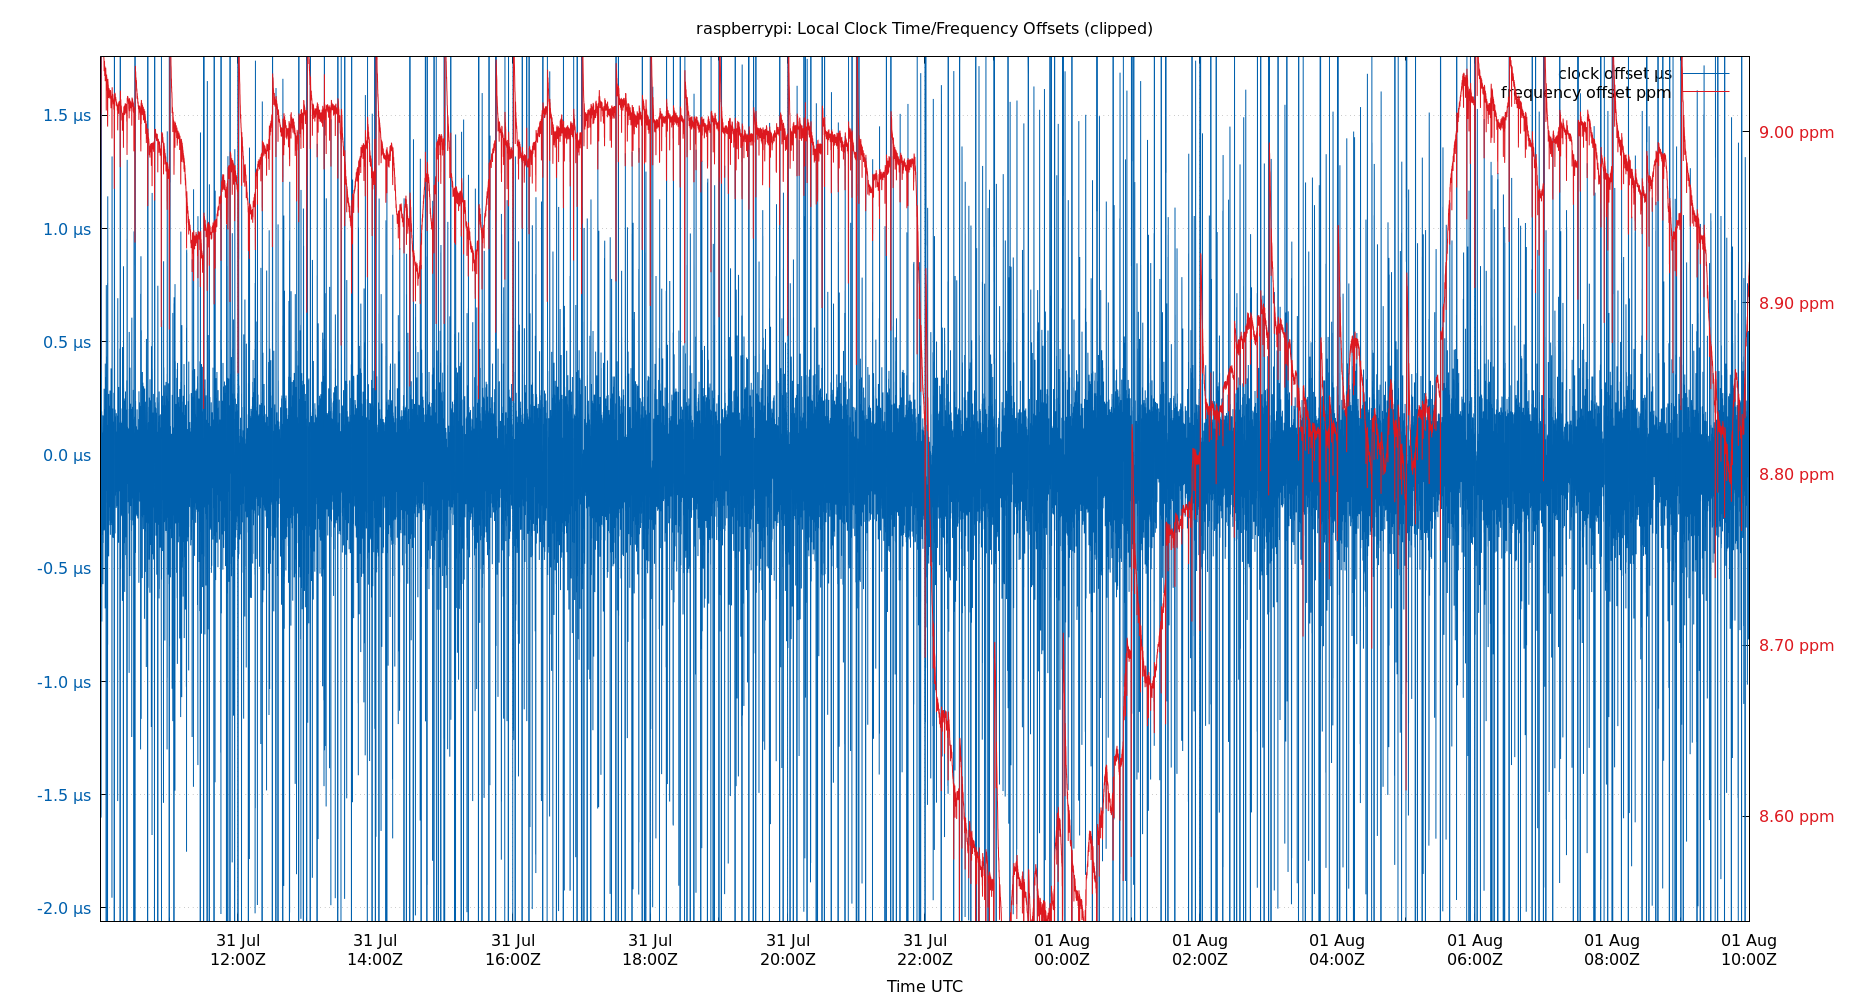 raspberrypi: Local Clock Time/Frequency Offsets (clipped)
clock offset µs
frequency offset ppm
1.5 µs
1.0 µs
0.5 µs
0.0 µs
-0.5 µs
-1.0 µs
-1.5 µs
-2.0 µs
9.00 ppm
8.90 ppm
8.80 ppm
8.70 ppm
8.60 ppm
31 Jul 31 Jul 31 Jul 31 Jul 31 Jul 31 Jul 01 Aug 01 Aug 01 Aug 01 Aug 01 Aug 01 Aug
12:00Z 14:00Z 16:00Z 18:00Z 20:00Z 22:00Z 00:00Z 02:00Z 04:00Z 06:00Z 08:00Z 10:00Z
Time UTC